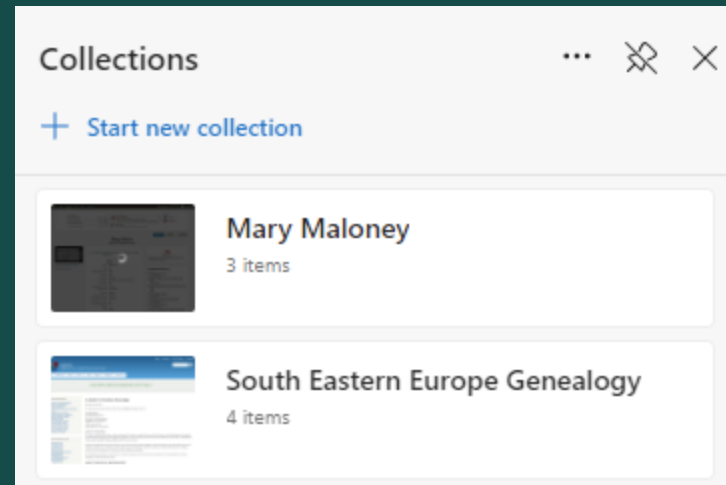 Collections
Start new collection
Mary Maloney
3 items
South Eastern Europe Genealogy
4 items